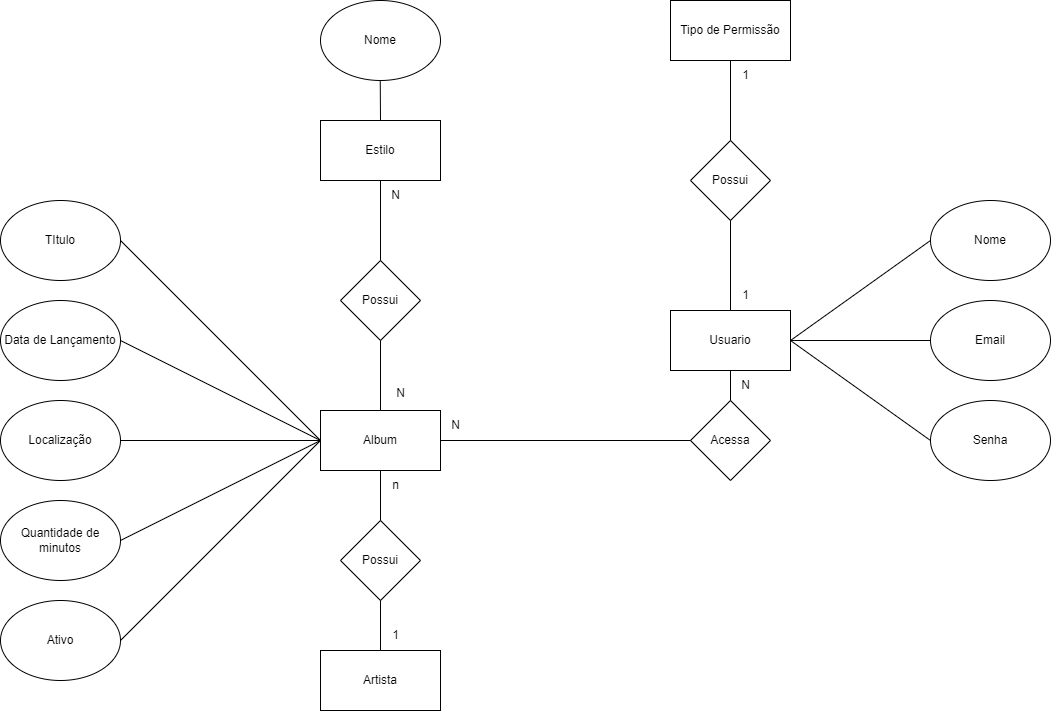 Nome
Tipo de Permissão
1
Estilo
N
Possui
Possui
TItulo
Nome
Possui
1
Data de Lançamento
Usuario
Email
N
N
Album
N
Localização
Acessa
Senha
n
Quantidade de
minutos
Possui
1
Ativo
Artista